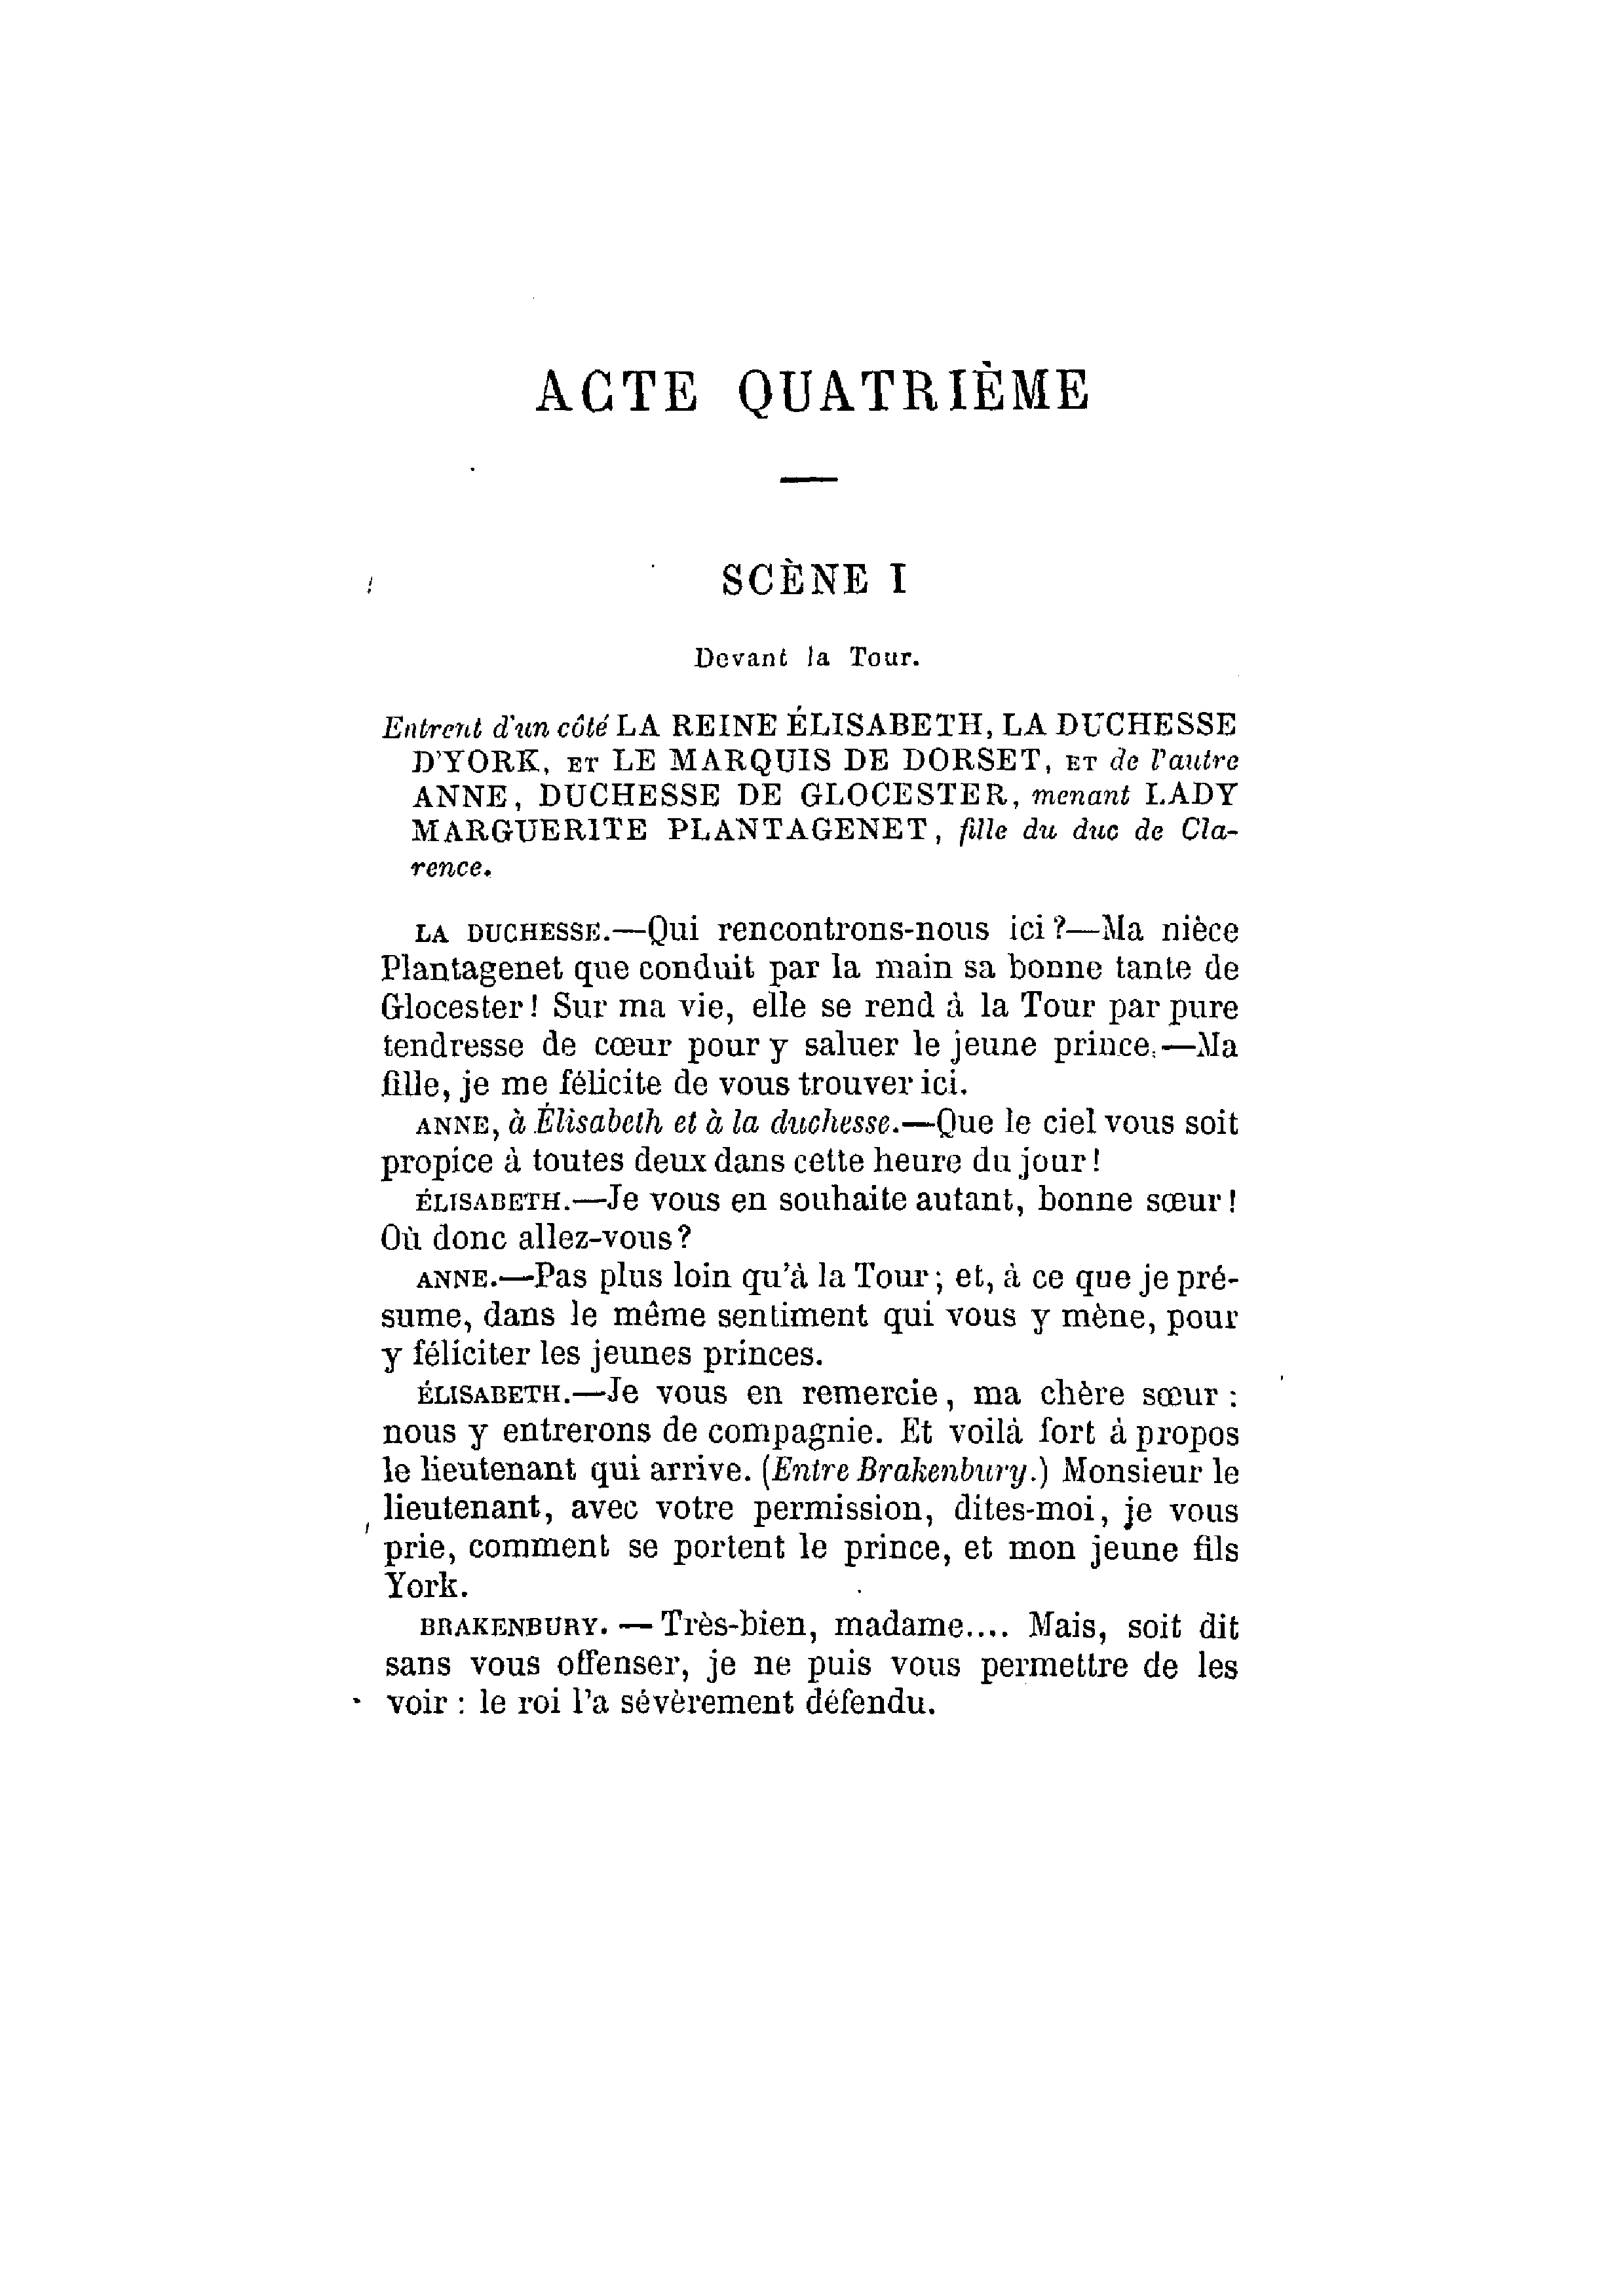 ACTE QUATRIÈME
SCÈNE I
Devant la Tour.
Entrent d'un côté LA REINE ÉLISABETH, LA DUCHESSE
D'YORK, ET LE MARQUIS DE DORSET, ET de l'autre
ANNE, DUCHESSE DE GLOCESTER, menant LADY
MARGUERITE PLANTAGENET, fille du duc de Cla-
rence.
LA DUCHESSE.—Qui rencontrons-nous ici?—Ma nièce
Plantagenet que conduit par la main sa bonne tante de
Glocester! Sur ma vie, elle se rend à la Tour par pure
tendresse de cœur pour y saluer le jeune prince.—Ma
fille, je me félicite de vous trouver ici.
ANNE, à Élisabeth et à la duchesse.—Que le ciel vous soit
propice à toutes deux dans cette heure du jour!
ÉLISABETH.—Je vous en souhaite autant, bonne sœur!
Où donc allez-vous?
ANNE.—Pas plus loin qu'à la Tour; et, à ce que je pré-
sume, dans le même sentiment qui vous y mène, pour
y féliciter les jeunes princes.
ÉLISABETH.—Je vous en remercie, ma chère sœur:
nous y entrerons de compagnie. Et voilà fort à propos
le lieutenant qui arrive. (Entre Brakenbury.) Monsieur le
lieutenant, avec votre permission, dites-moi, je vous
prie, comment se portent le prince, et mon jeune fils
York.
BRAKENBURY. — Très-bien, madame.... Mais, soit dit
sans vous offenser, je ne puis vous permettre de les
voir : le roi l'a sévèrement défendu.